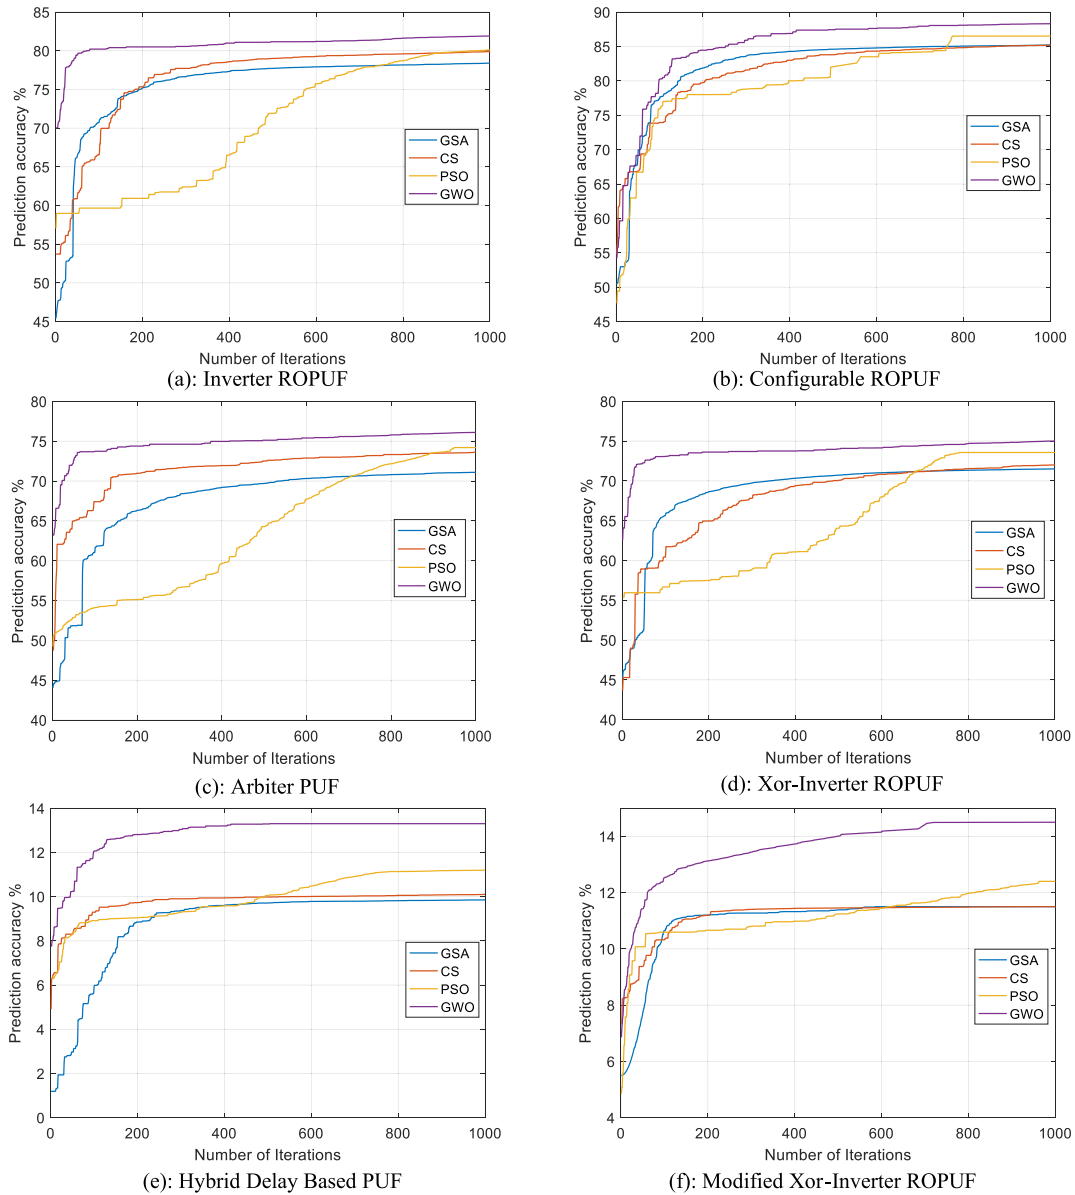 85
80
75
70
65
60
55
50
45
Prediction accuracy %
GSA
CS
PSO
GWO
0 200 400 600 800 1000
Number of Iterations
(a): Inverter ROPUF
90
85
80
75
70
65
60
55
50
45
Prediction accuracy %
GSA
CS
PSO
GWO
0 200 400 600 800 1000
Number of Iterations
(b): Configurable ROPUF
80
75
70
65
60
55
50
45
40
Prediction accuracy %
GSA
CS
PSO
GWO
0 200 400 600 800 1000
Number of Iterations
(c): Arbiter PUF
80
75
70
65
60
55
50
45
40
Prediction accuracy %
GSA
CS
PSO
GWO
0 200 400 600 800 1000
Number of Iterations
(d): Xor-Inverter ROPUF
14
12
10
8
6
4
2
0
Prediction accuracy %
GSA
CS
PSO
GWO
0 200 400 600 800 1000
Number of Iterations
(e): Hybrid Delay Based PUF
14
12
10
8
6
4
Prediction accuracy %
GSA
CS
PSO
GWO
0 200 400 600 800 1000
Number of Iterations
(f): Modified Xor-Inverter ROPUF